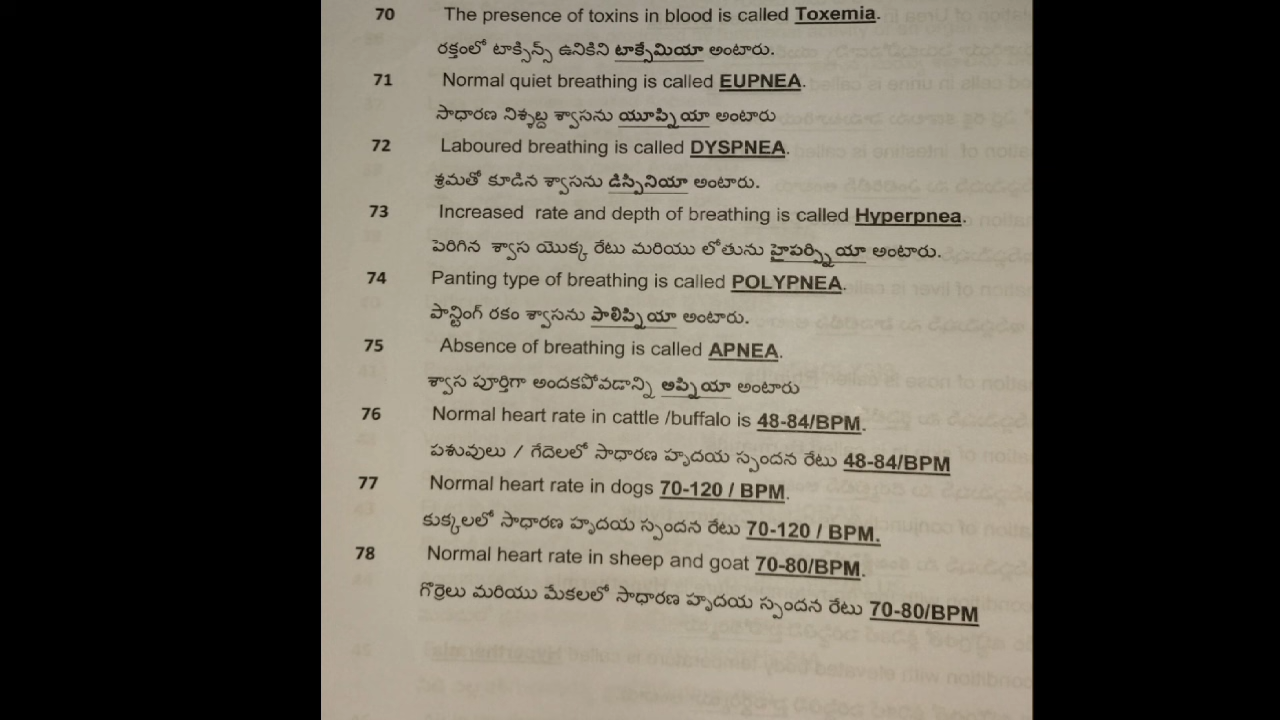 70 The presence of toxins in blood is called Toxemia.
రక్తంలో టాక్సిన్స్ ఉనికిని టాక్సేమియా అంటారు.
71 Normal quiet breathing is called EUPNEA.
సాధారణ నిశ్శబ్ద శ్వాసను యూప్నియా అంటారు
72 Laboured breathing is called DYSPNEA.
శ్రమతో కూడిన శ్వాసను డిస్పినియా అంటారు.
73 Increased rate and depth of breathing is called Hyperpnea.
పెరిగిన శ్వాస యొక్క రేటు మరియు లోతును హైపర్ప్నియా అంటారు.
74 Panting type of breathing is called POLYPNEA.
పాన్టింగ్ రకం శ్వాసను పాలిప్నియా అంటారు.
75 Absence of breathing is called APNEA.
శ్వాస పూర్తిగా అందకపోవడాన్ని అప్నియా అంటారు
76 Normal heart rate in cattle /buffalo is 48-84/BPM.
పశువులు / గేదెలలో సాధారణ హృదయ స్పందన రేటు 48-84/BPM
77 Normal heart rate in dogs 70-120 / BPM.
కుక్కలలో సాధారణ హృదయ స్పందన రేటు 70-120 / BPM.
78 Normal heart rate in sheep and goat 70-80/BPM.
గొర్రెలు మరియు మేకలలో సాధారణ హృదయ స్పందన రేటు 70-80/BPM